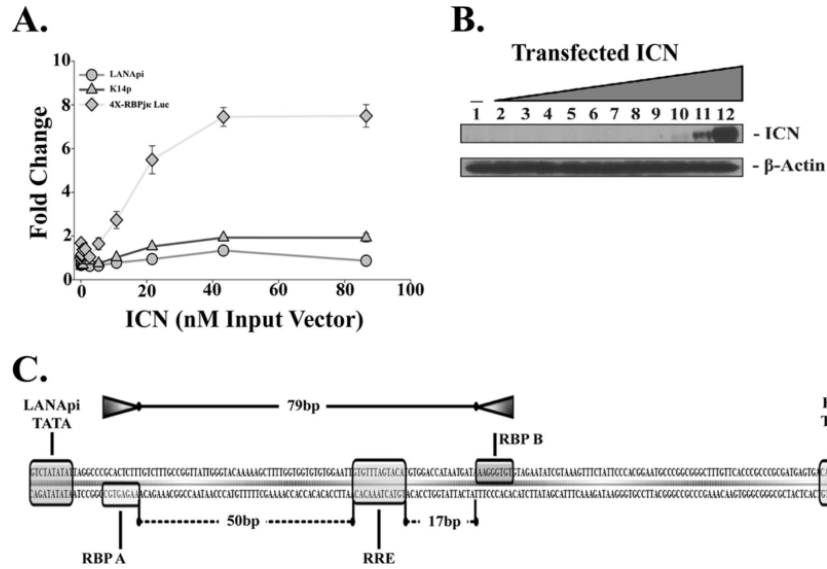 A.
Fold Change
10
8
6
4
2
0
LANApi
K14p
4X-RBPjκ Luc
0 20 40 60 80 100
ICN (nM Input Vector)
B.
Transfected ICN
–
1 2 3 4 5 6 7 8 9 10 11 12
- ICN
- β-Actin
C.
LANApi
TATA
79bp
RBP B
50bp
17bp
RBP A
RRE